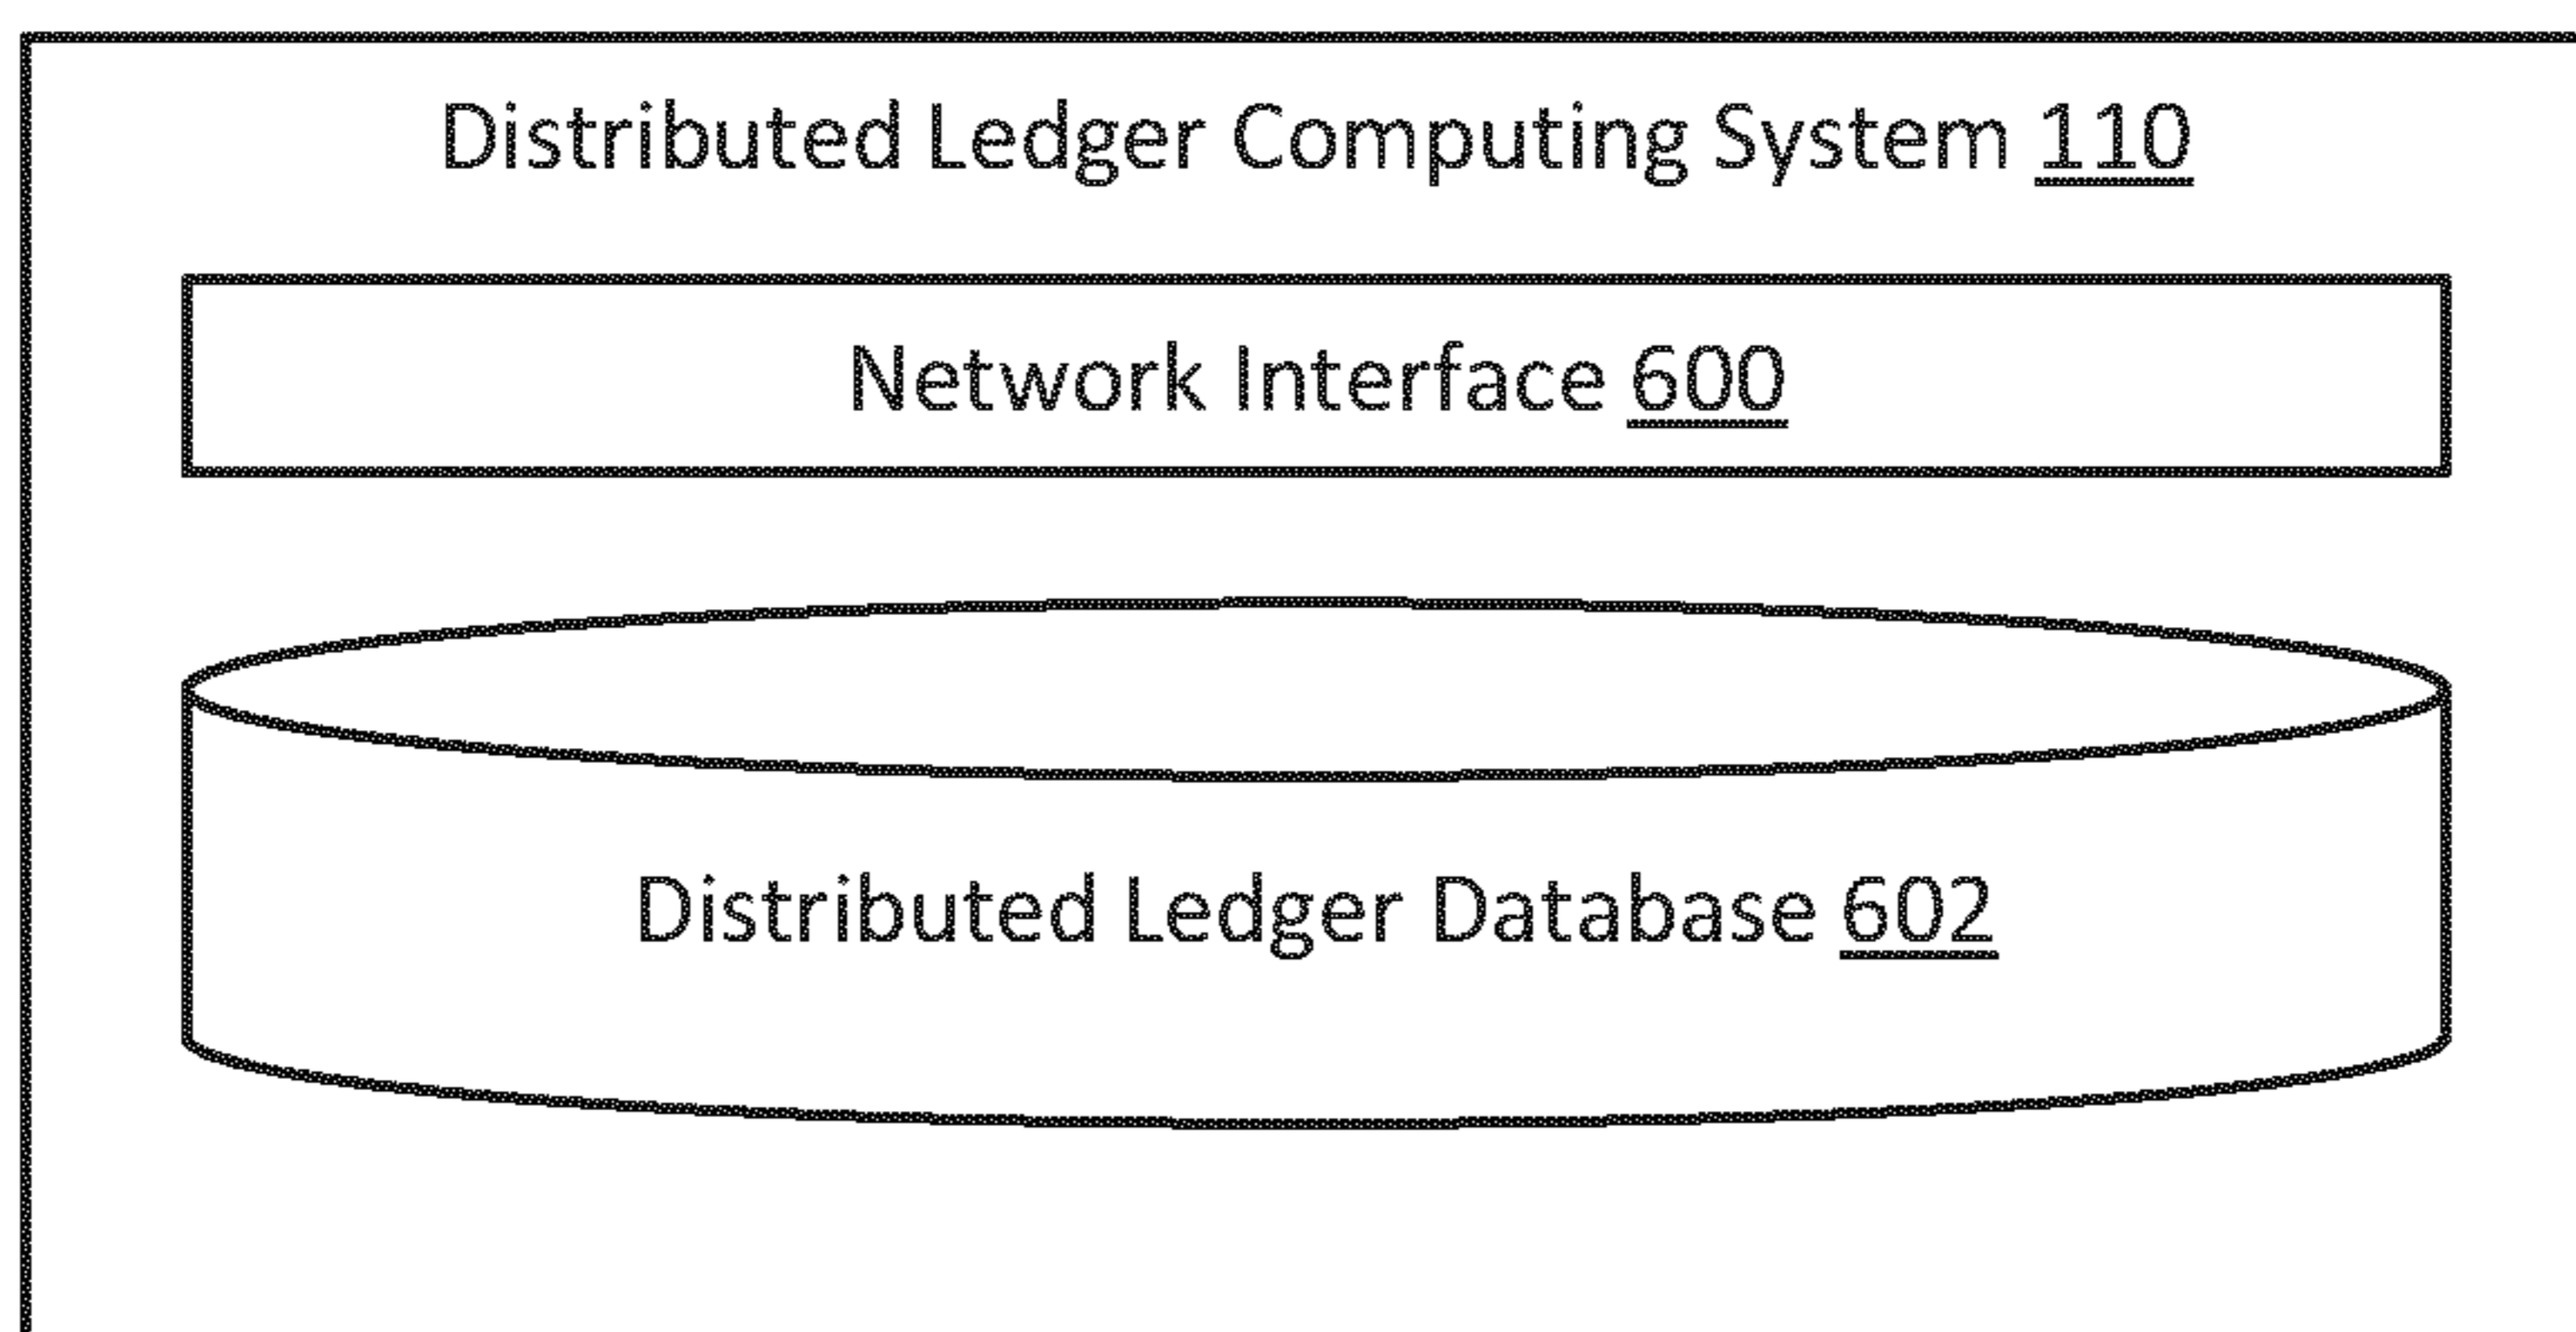 Distributed Ledger Computing System 110
Network Interface 600
Distributed Ledger Database 602